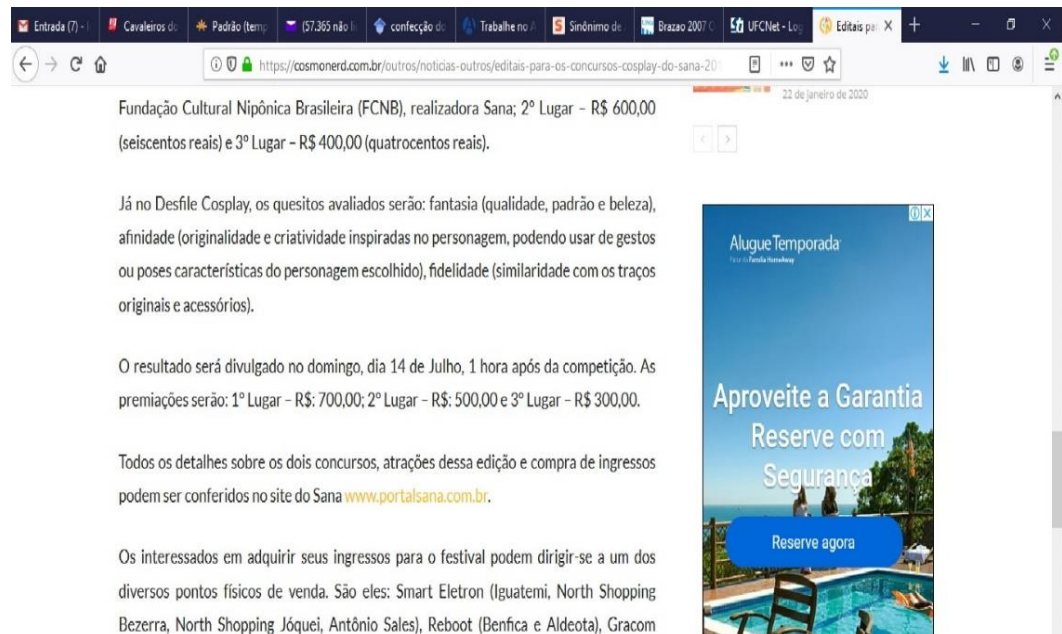 Entrada (7) -
Cavaleiros do
Padrão (temp
(57.365 não li
confecção do
Trabalhe no A
Sinônimo de
Brazao 2007 C
UFCNet - Log
Editais par
https://cosmonerd.com.br/outros/noticias-outros/editais-para-os-concursos-cosplay-do-sana-20
22 de janeiro de 2020
Fundação Cultural Nipônica Brasileira (FCNB), realizadora Sana; 2º Lugar – R$ 600,00
(seiscentos reais) e 3º Lugar – R$ 400,00 (quatrocentos reais).
Já no Desfile Cosplay, os quesitos avaliados serão: fantasia (qualidade, padrão e beleza),
afinidade (originalidade e criatividade inspiradas no personagem, podendo usar de gestos
ou poses características do personagem escolhido), fidelidade (similaridade com os traços
originais e acessórios).
O resultado será divulgado no domingo, dia 14 de Julho, 1 hora após da competição. As
premiações serão: 1º Lugar – R$: 700,00; 2º Lugar – R$: 500,00 e 3º Lugar – R$ 300,00.
Todos os detalhes sobre os dois concursos, atrações dessa edição e compra de ingressos
podem ser conferidos no site do Sana www.portalsana.com.br.
Os interessados em adquirir seus ingressos para o festival podem dirigir-se a um dos
diversos pontos físicos de venda. São eles: Smart Eletron (Iguatemi, North Shopping
Bezerra, North Shopping Jóquei, Antônio Sales), Reboot (Benfica e Aldeota), Gracom
Alugue Temporada
Parte da Família HomeAway
Aproveite a Garantia
Reserve com
Segurança
Reserve agora